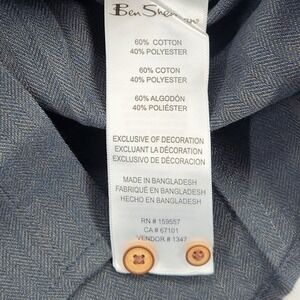 Ben Sherman
60% COTTON
40% POLYESTER
60% COTON
40% POLYESTER
60% ALGODÓN
40% POLIÉSTER
EXCLUSIVE OF DECORATION
EXCLUANT LA DÉCORATION
EXCLUSIVO DE DECORACIÓN
MADE IN BANGLADESH
FABRIQUÉ EN BANGLADESH
HECHO EN BANGLADESH
RN # 159557
CA # 67101
VENDOR # 1347